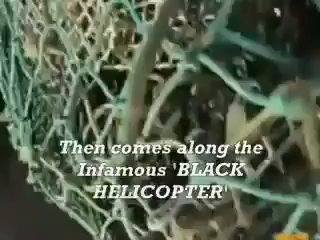 Then comes along the
Infamous 'BLACK
HELICOPTER'